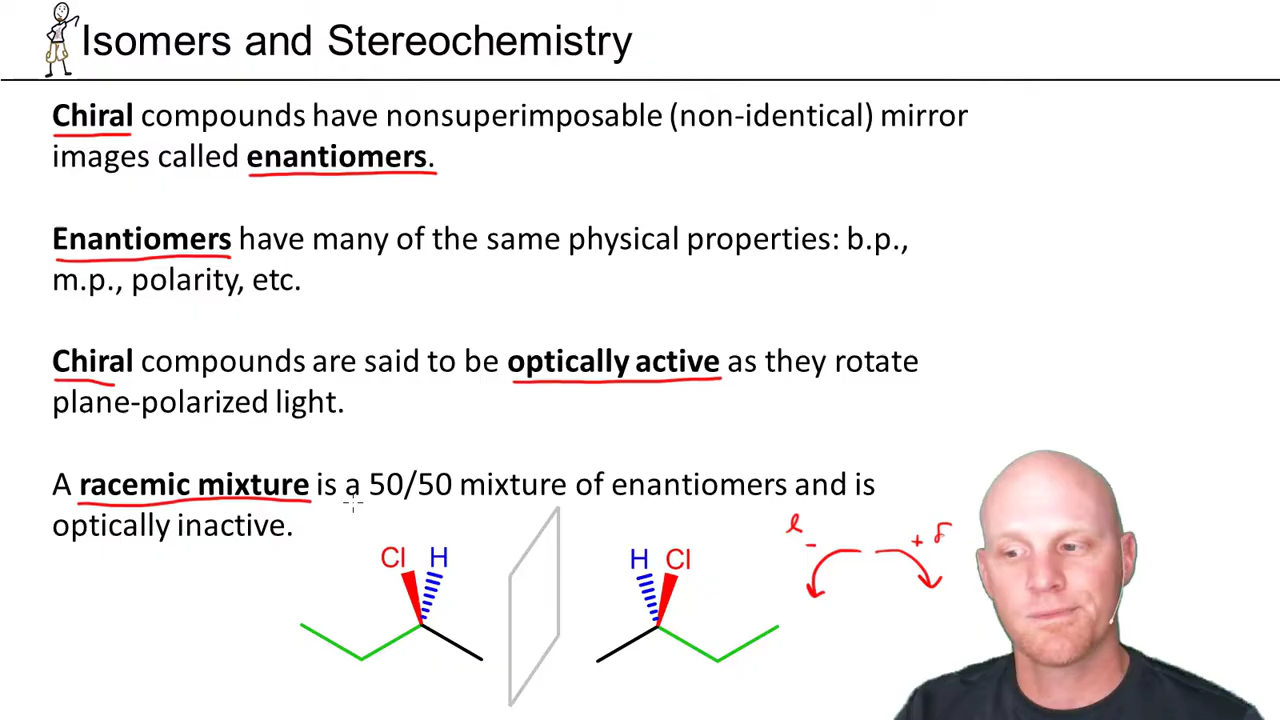 Isomers and Stereochemistry
Chiral compounds have nonsuperimposable (non-identical) mirror
images called enantiomers.
Enantiomers have many of the same physical properties: b.p.,
m.p., polarity, etc.
Chiral compounds are said to be optically active as they rotate
plane-polarized light.
A racemic mixture is a 50/50 mixture of enantiomers and is
optically inactive.
Cl H
H Cl
l
- +